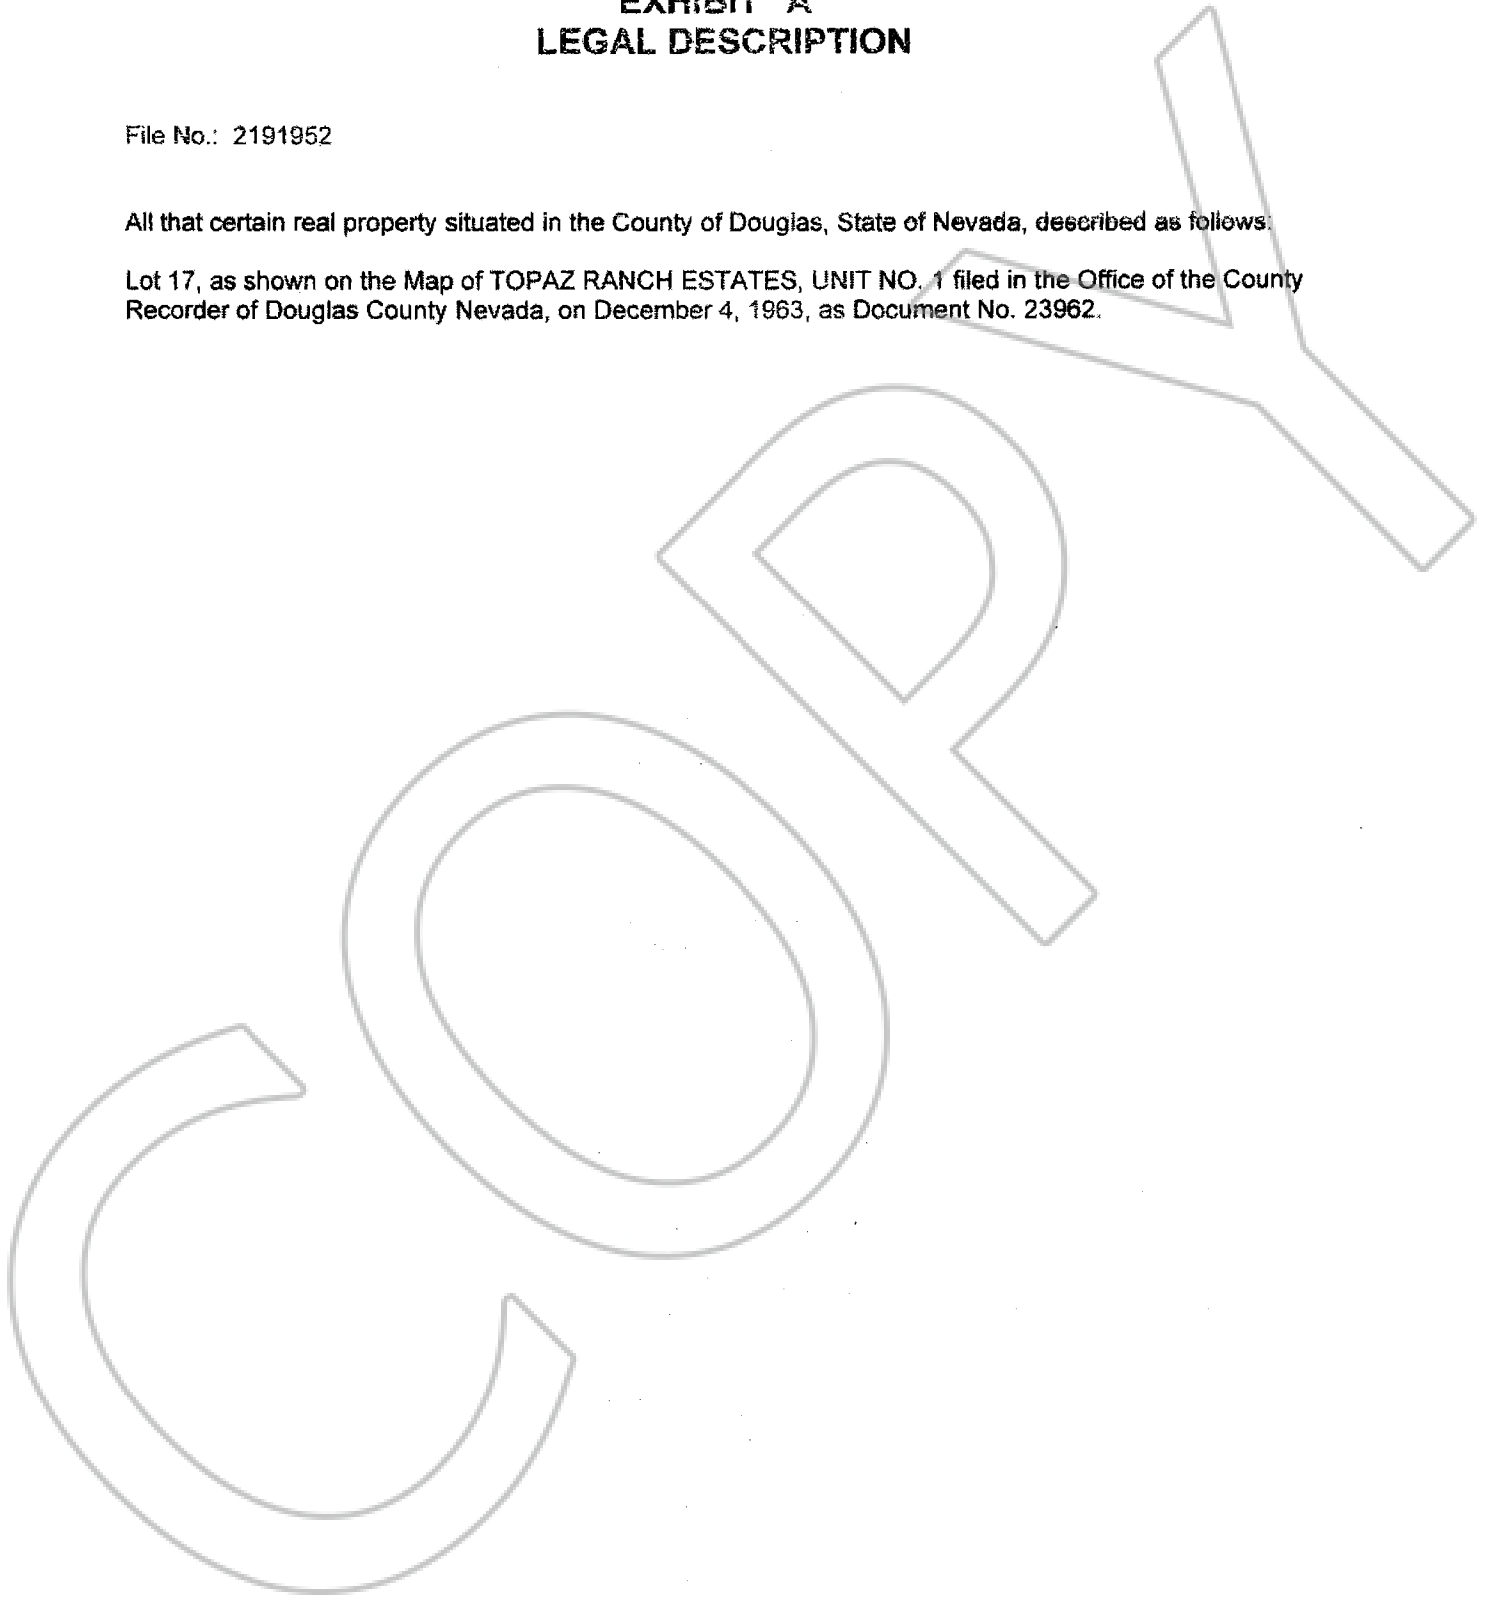 EXHIBIT A
LEGAL DESCRIPTION
File No.: 2191952
All that certain real property situated in the County of Douglas, State of Nevada, described as follows:
Lot 17, as shown on the Map of TOPAZ RANCH ESTATES, UNIT NO. 1 filed in the Office of the County
Recorder of Douglas County Nevada, on December 4, 1963, as Document No. 23962.
COPY